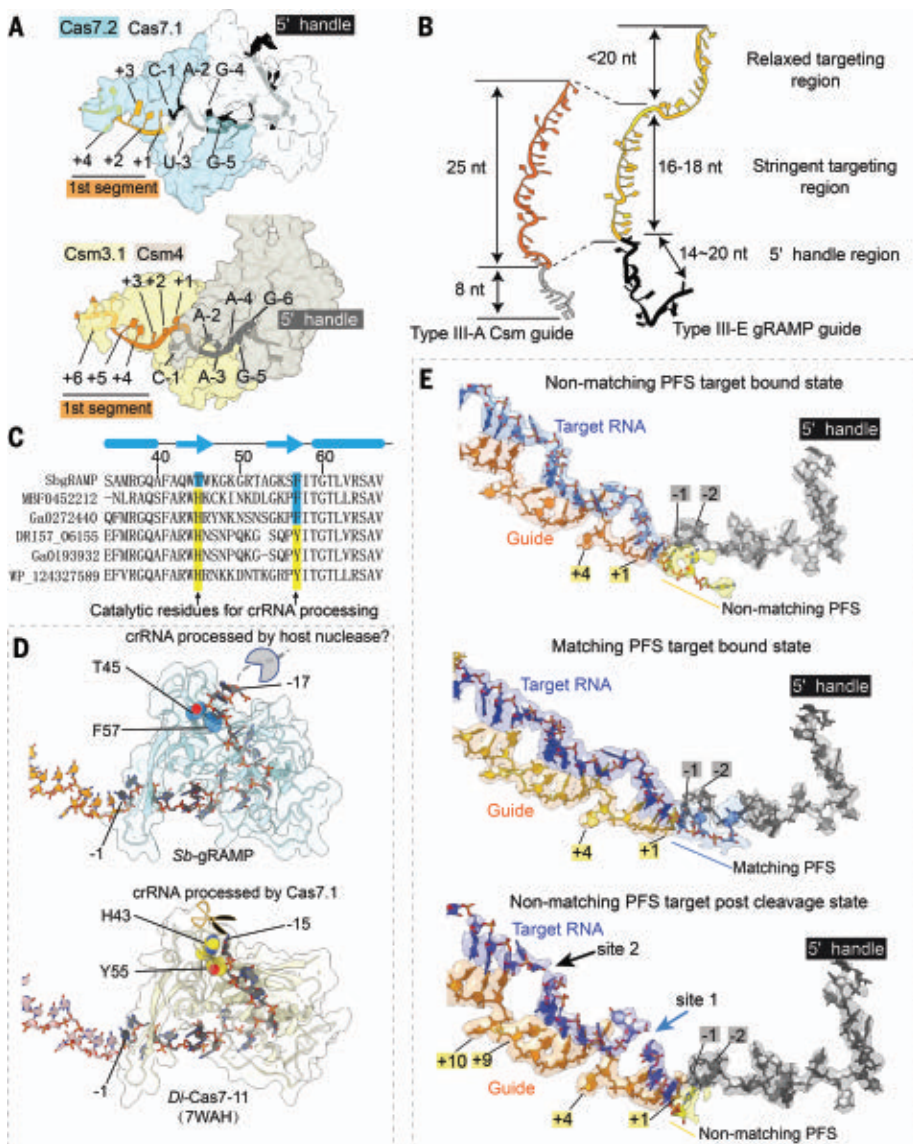 A
Cas7.2 Cas7.1
5' handle
+3 C-1 A-2 G-4
+4 +2 +1 U-3 G-5
1st segment
Csm3.1 Csm4
+3 +2 +1
A-2 A-4 G-6
5' handle
+6 +5 +4 C-1 A-3 G-5
1st segment
B
<20 nt
Relaxed targeting region
25 nt
16-18 nt
Stringent targeting region
14~20 nt
5' handle region
8 nt
Type III-A Csm guide
Type III-E gRAMP guide
C
40 50 60
SbgRAMP SAMRGQAFAQWTWKGKGRTAGKSFITGTLVRSAV
MBF0452212 -NLRAQSFARWHKCKINKDLGKPFITGTLVRSAV
Ga0272440 QFMRGQSFARWHRYNKNSNSGKPFITGTLVRSAV
DRI57_06155 EFMRGQAFARWHNSNPQKG SQPYITGTLLRSAV
Ga0193932 EFMRGQAFARWHNSNPQKG-SQPYITGTLLRSAV
WP_124327589 EFVRGQAFARWHRNKKDNTKGRPYITGTLLRSAV
Catalytic residues for crRNA processing
D
crRNA processed by host nuclease?
T45
-17
F57
-1
Sb-gRAMP
crRNA processed by Cas7.1
H43
-15
Y55
-1
Di-Cas7-11
(7WAH)
E
Non-matching PFS target bound state
5' handle
Target RNA
-1 -2
Guide
+4 +1
Non-matching PFS
Matching PFS target bound state
5' handle
Target RNA
-1 -2
Guide
+4 +1
Matching PFS
Non-matching PFS target post cleavage state
Target RNA
5' handle
site 2
site 1
-1 -2
+10 +9
Guide
+4 +1
Non-matching PFS